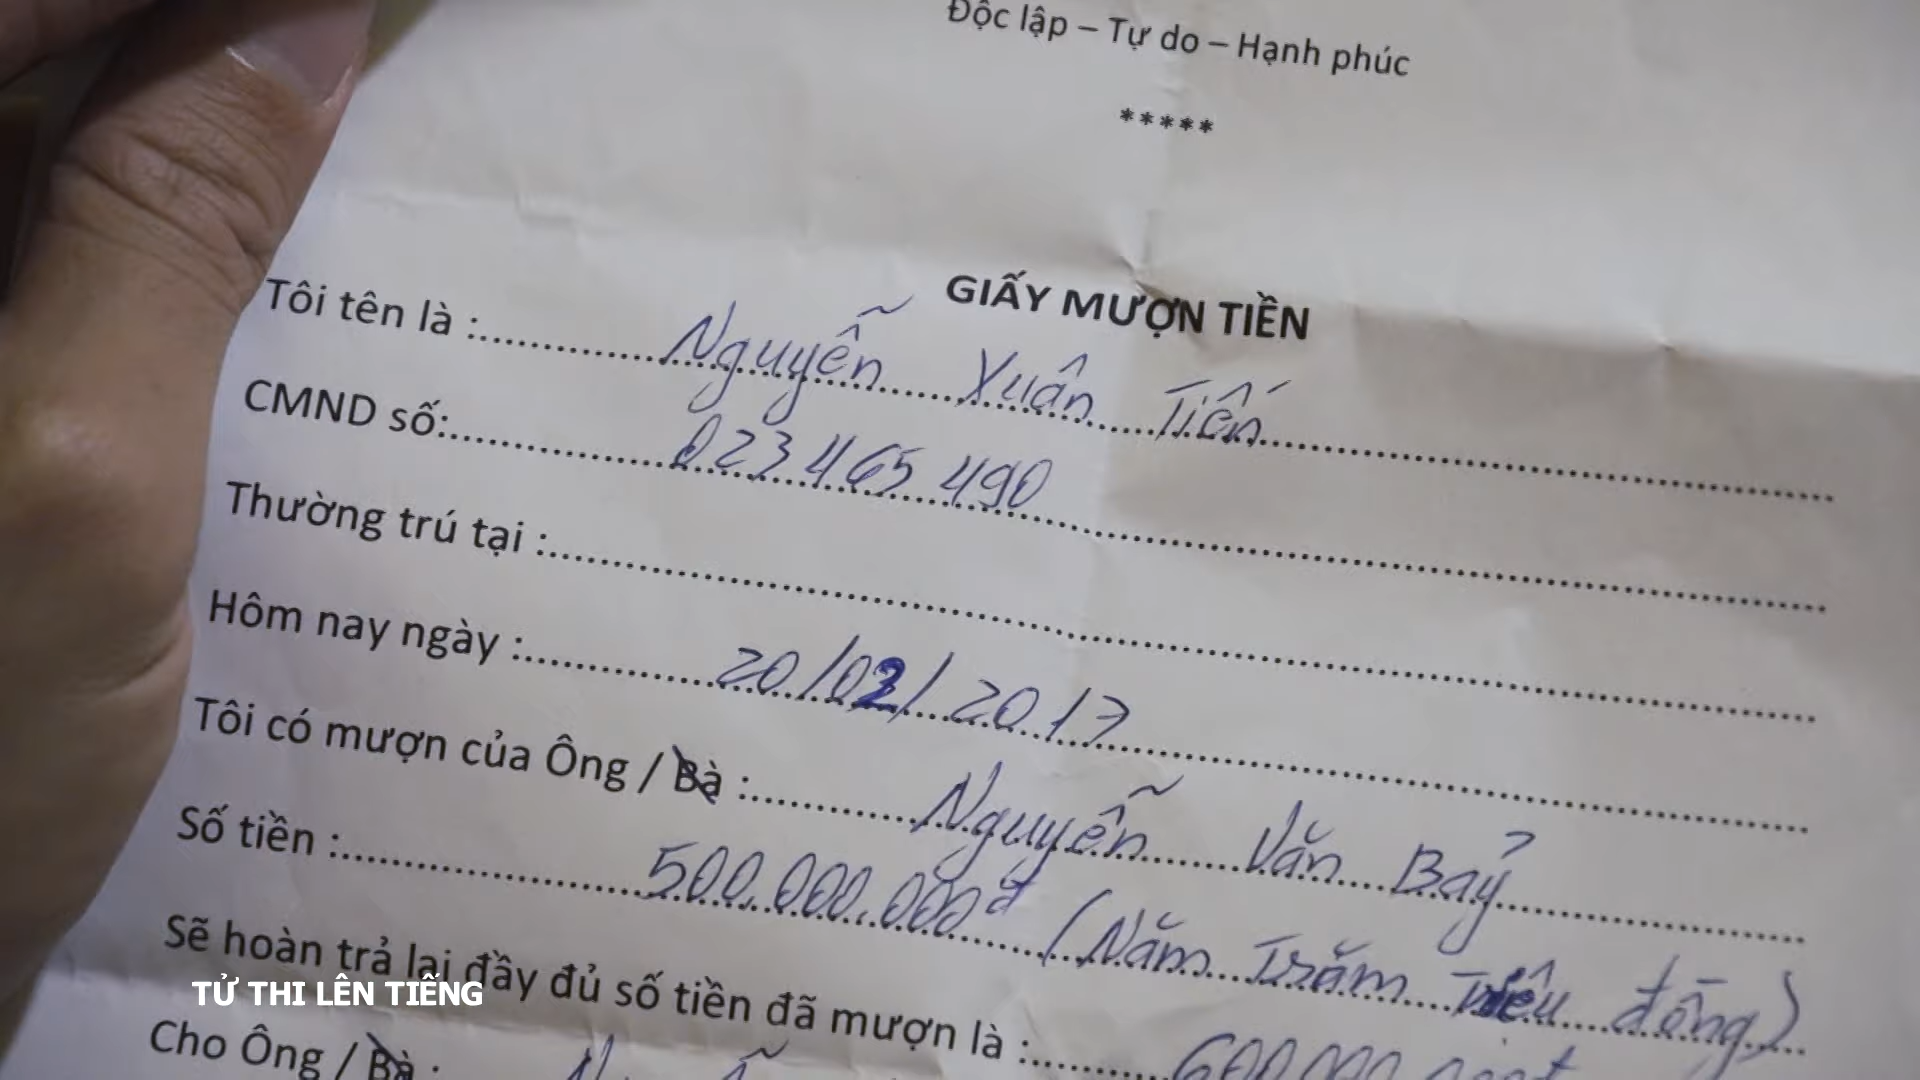 Độc lập – Tự do – Hạnh phúc
*****
GIẤY MƯỢN TIỀN
Tôi tên là : Nguyễn Xuân Tiến
CMND số: 023465490
Thường trú tại :
Hôm nay ngày : 20/02/2017
Tôi có mượn của Ông / Bà : Nguyễn Văn Bảy
Số tiền : 500.000.000đ (Năm Trăm Triệu đồng)
Sẽ hoàn trả lại đầy đủ số tiền đã mượn là :
TỬ THI LÊN TIẾNG
Cho Ông / Bà :